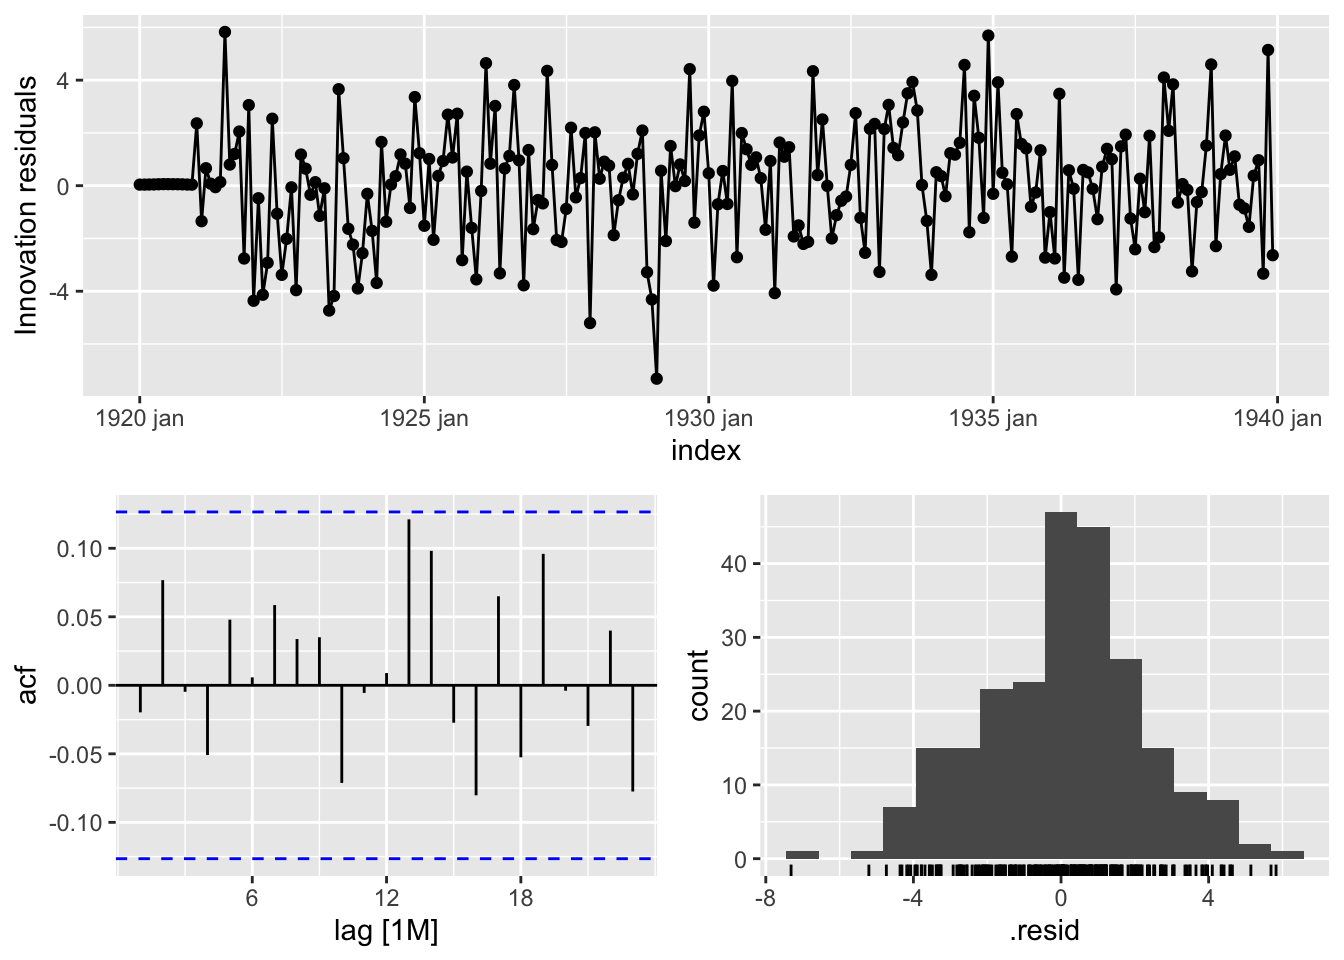 Innovation residuals
4
0
-4
1920 jan 1925 jan 1930 jan 1935 jan 1940 jan
index
acf
0.10
0.05
0.00
-0.05
-0.10
6 12 18
lag [1M]
count
40
30
20
10
0
-8 -4 0 4
.resid